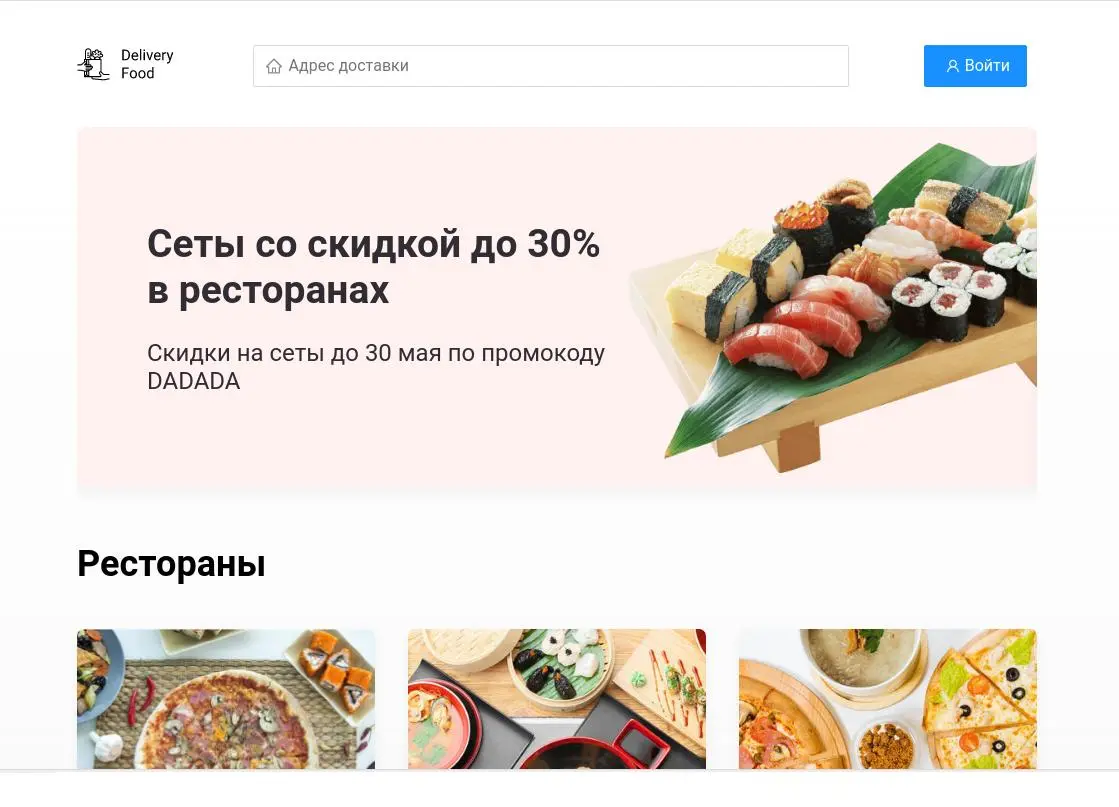 Delivery
Food
Адрес доставки
Войти
Сеты со скидкой до 30%
в ресторанах
Скидки на сеты до 30 мая по промокоду
DADADA
Рестораны